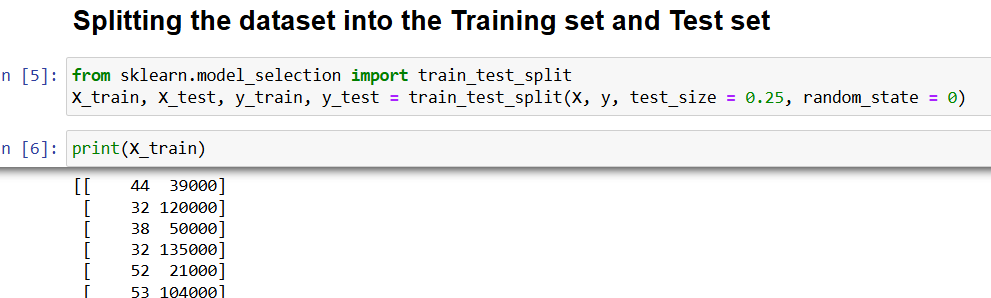 Splitting the dataset into the Training set and Test set
n [5]: from sklearn.model_selection import train_test_split
X_train, X_test, y_train, y_test = train_test_split(X, y, test_size = 0.25, random_state = 0)
n [6]: print(X_train)
[[ 44 39000]
[ 32 120000]
[ 38 50000]
[ 32 135000]
[ 52 21000]
[ 53 104000]